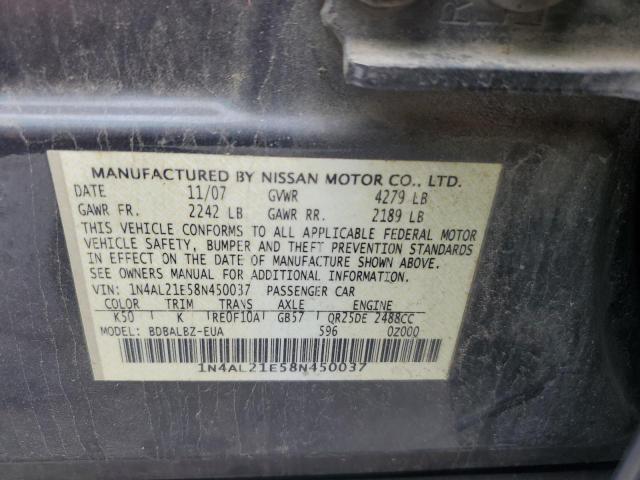 MANUFACTURED BY NISSAN MOTOR CO., LTD.
DATE 11/07 GVWR 4279 LB
GAWR FR. 2242 LB GAWR RR. 2189 LB
THIS VEHICLE CONFORMS TO ALL APPLICABLE FEDERAL MOTOR
VEHICLE SAFETY, BUMPER AND THEFT PREVENTION STANDARDS
IN EFFECT ON THE DATE OF MANUFACTURE SHOWN ABOVE.
SEE OWNERS MANUAL FOR ADDITIONAL INFORMATION.
VIN: 1N4AL21E58N450037 PASSENGER CAR
COLOR TRIM TRANS AXLE ENGINE
K50 K RE0F10A GB57 QR25DE 2488CC
MODEL: BDBALBZ-EUA 596 0Z000
1N4AL21E58N450037